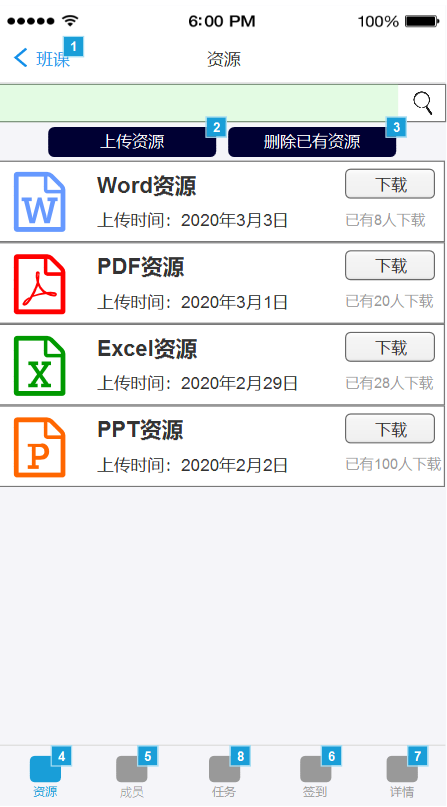 6:00 PM 100%
班课 1 资源
上传资源 2 删除已有资源 3
W Word资源 下载
上传时间：2020年3月3日 已有8人下载
PDF资源 下载
上传时间：2020年3月1日 已有20人下载
X Excel资源 下载
上传时间：2020年2月29日 已有28人下载
P PPT资源 下载
上传时间：2020年2月2日 已有100人下载
4 5 8 6 7
资源 成员 任务 签到 详情